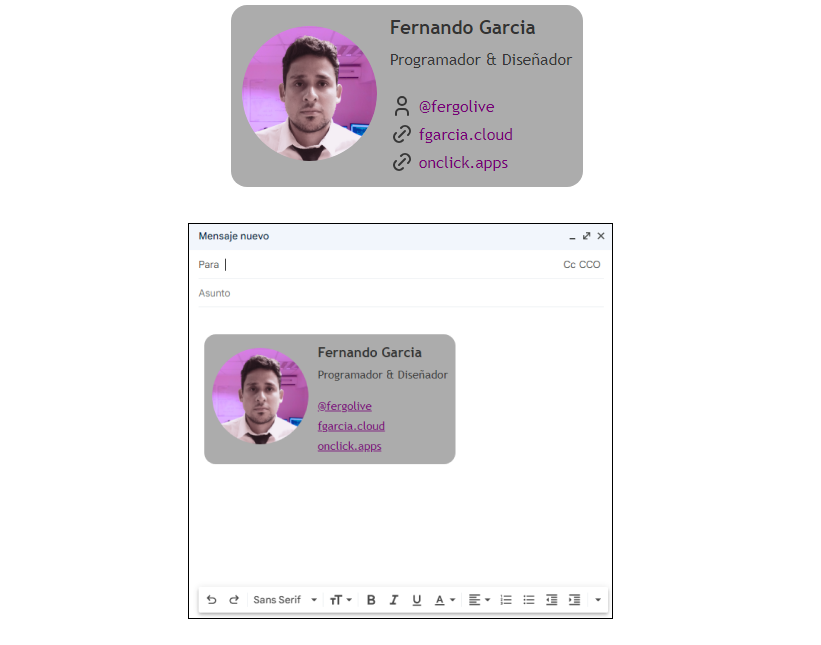 Fernando Garcia
Programador & Diseñador
@fergolive
fgarcia.cloud
onclick.apps
Mensaje nuevo
Para Cc CCO
Asunto
Fernando Garcia
Programador & Diseñador
@fergolive
fgarcia.cloud
onclick.apps
Sans Serif TT B I U A